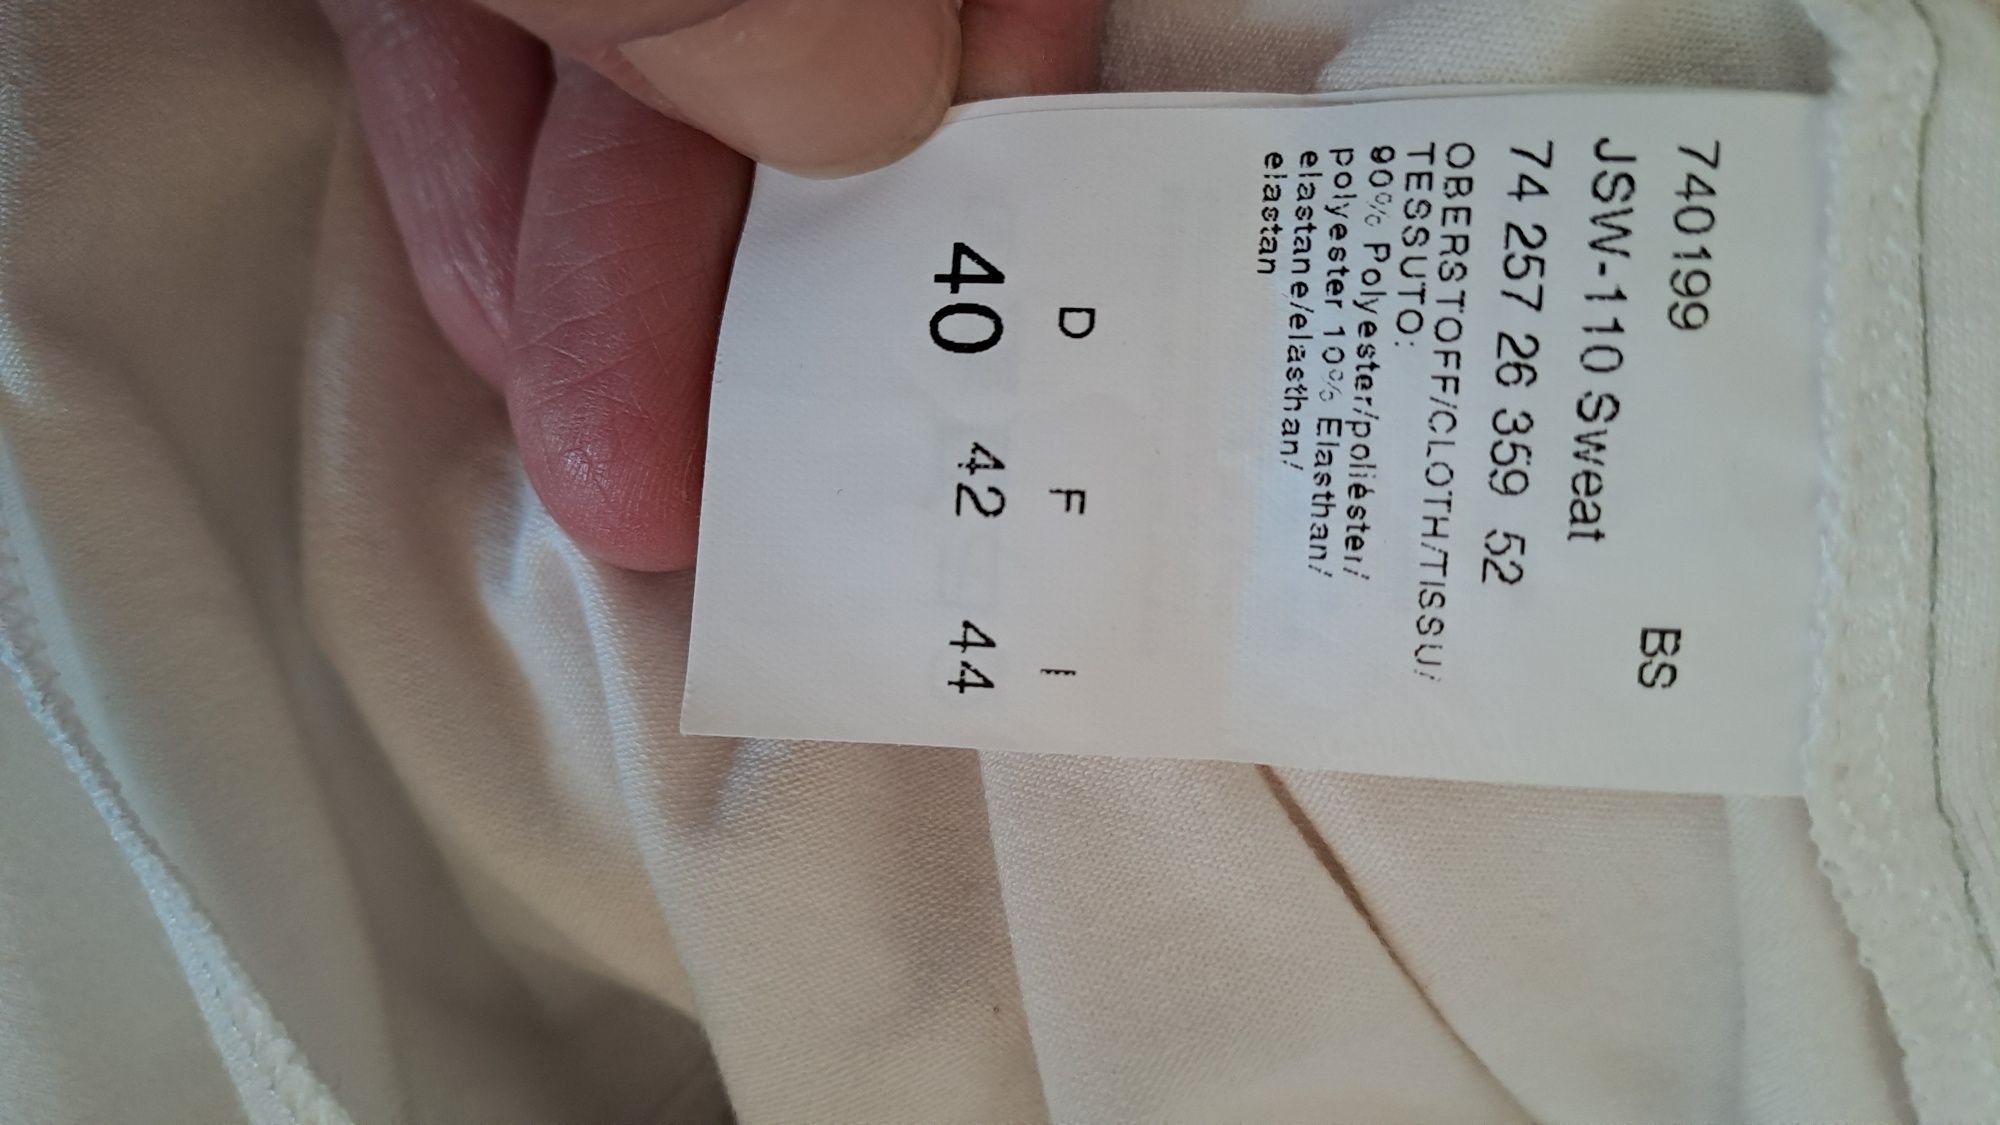 740199
BS
JSW-110 Sweat
74 257 26 359 52
OBERSTOFF/CLOTH/TISSU/
TESSUTO:
90% Polyester/poliéster/
polyester 10% Elasthan/
elastane/elasthan/
elastan
D F I
40 42 44